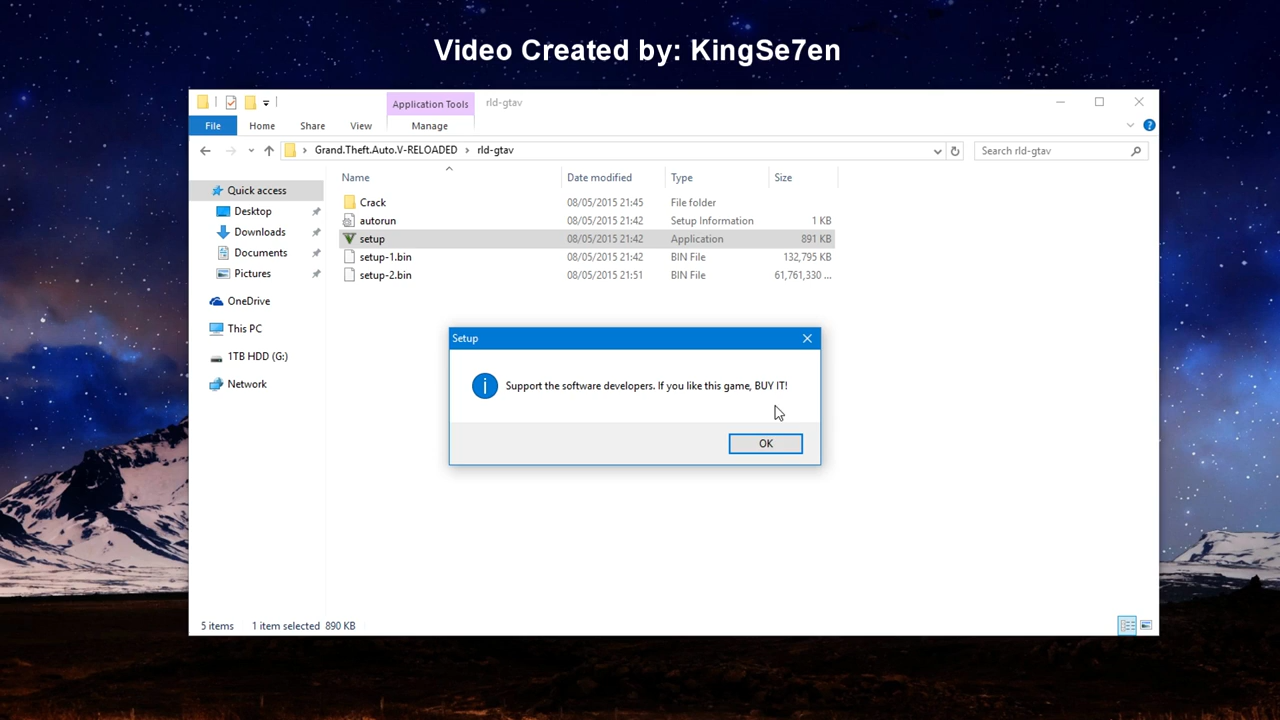 Video Created by: KingSe7en
Application Tools
rld-gtav
File
Home
Share
View
Manage
Grand.Theft.Auto.V-RELOADED
rld-gtav
Search rld-gtav
Name
Date modified
Type
Size
Quick access
Desktop
Downloads
Documents
Pictures
OneDrive
This PC
1TB HDD (G:)
Network
Crack 08/05/2015 21:45 File folder
autorun 08/05/2015 21:42 Setup Information 1 KB
setup 08/05/2015 21:42 Application 891 KB
setup-1.bin 08/05/2015 21:42 BIN File 132,795 KB
setup-2.bin 08/05/2015 21:51 BIN File 61,761,330 ...
Setup
Support the software developers. If you like this game, BUY IT!
OK
5 items 1 item selected 890 KB